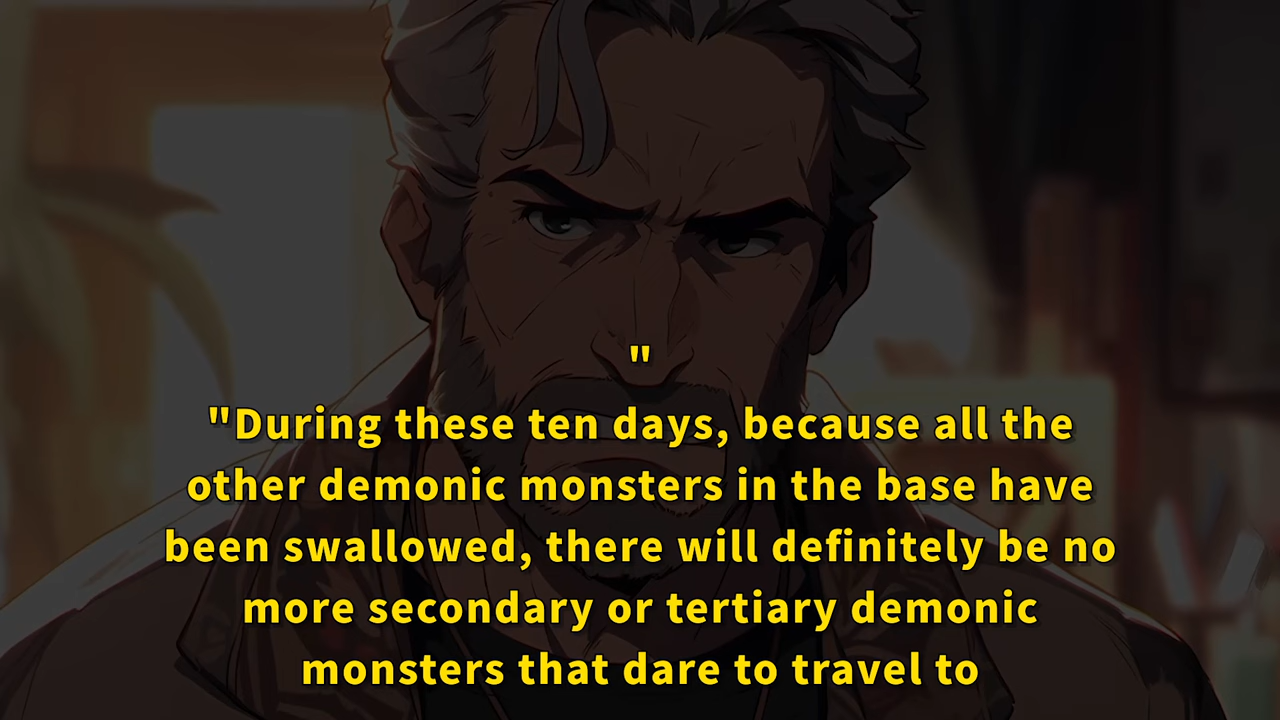 "
"During these ten days, because all the
other demonic monsters in the base have
been swallowed, there will definitely be no
more secondary or tertiary demonic
monsters that dare to travel to